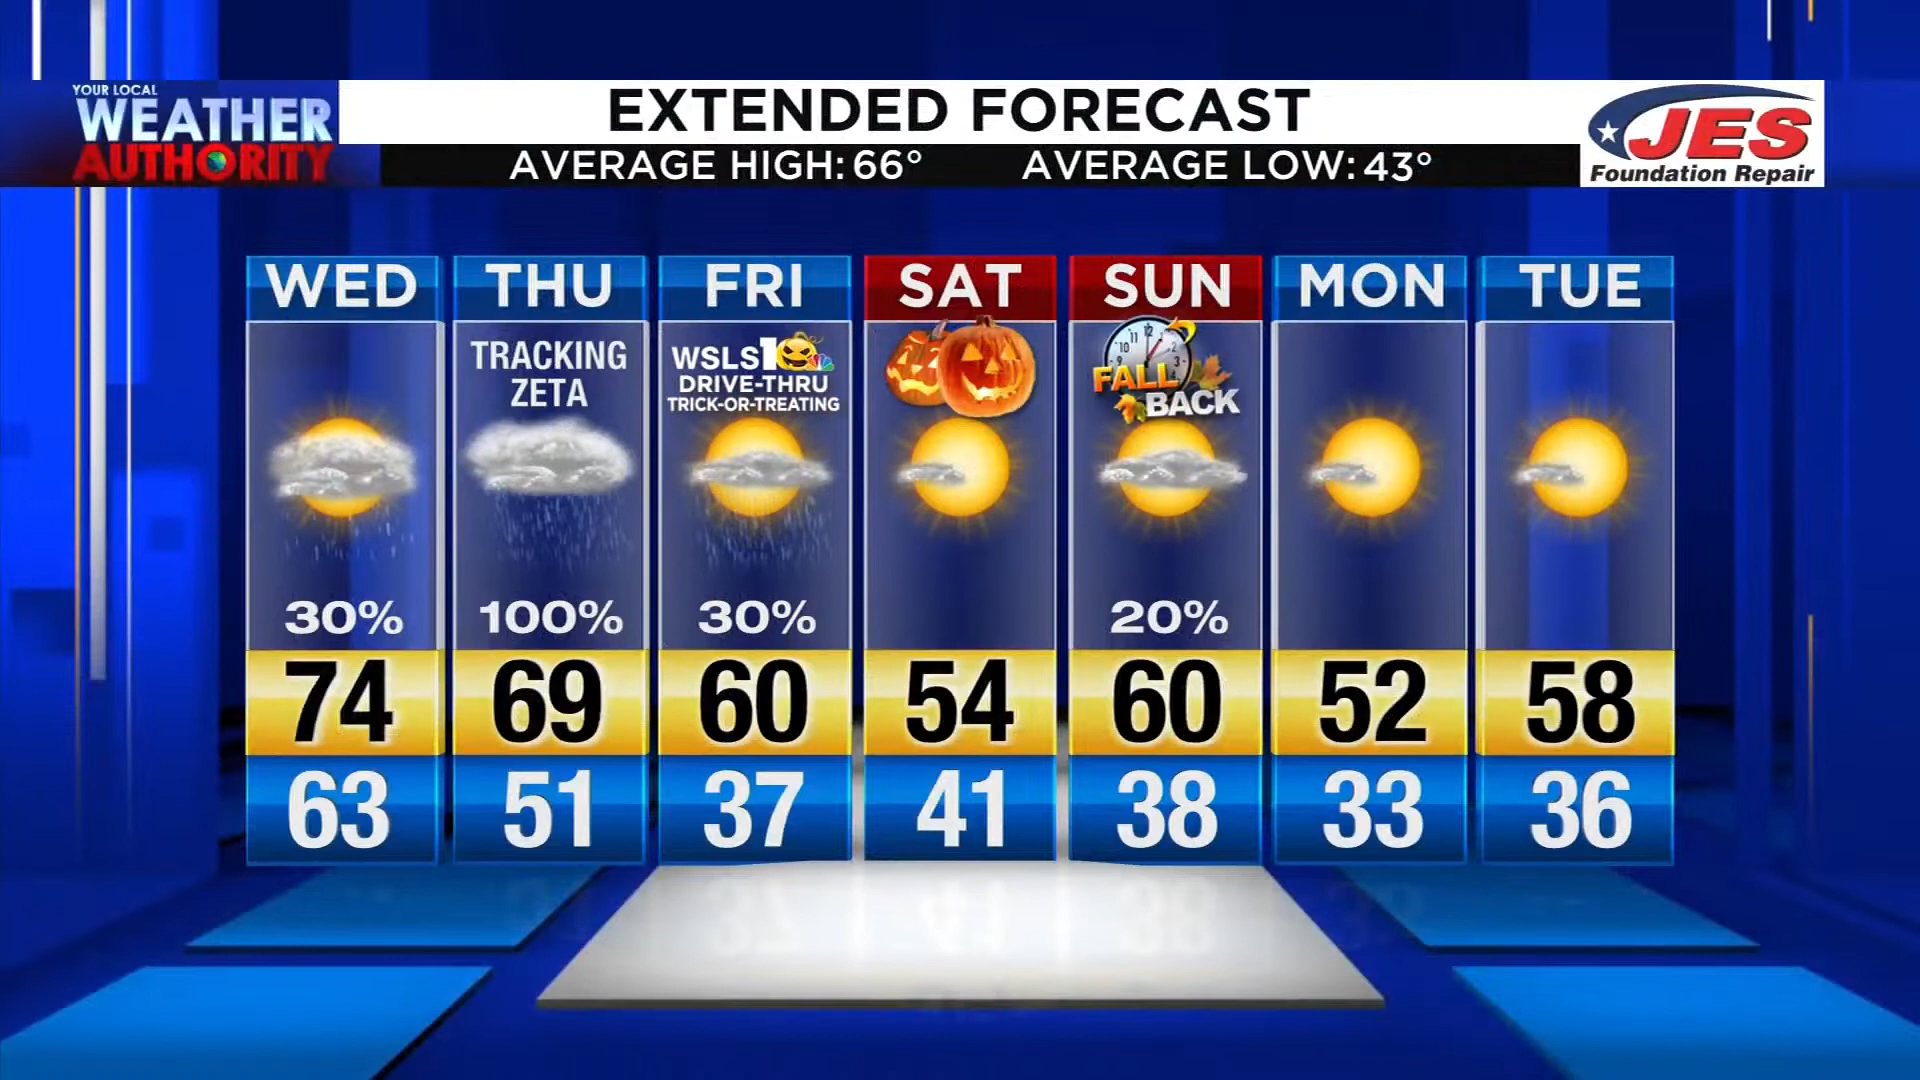 YOUR LOCAL
WEATHER
AUTHORITY
EXTENDED FORECAST
AVERAGE HIGH: 66° AVERAGE LOW: 43°
JES
Foundation Repair
WED THU FRI SAT SUN MON TUE
TRACKING
ZETA
WSLS 10
DRIVE-THRU
TRICK-OR-TREATING
FALL
BACK
30% 100% 30% 20%
74 69 60 54 60 52 58
63 51 37 41 38 33 36